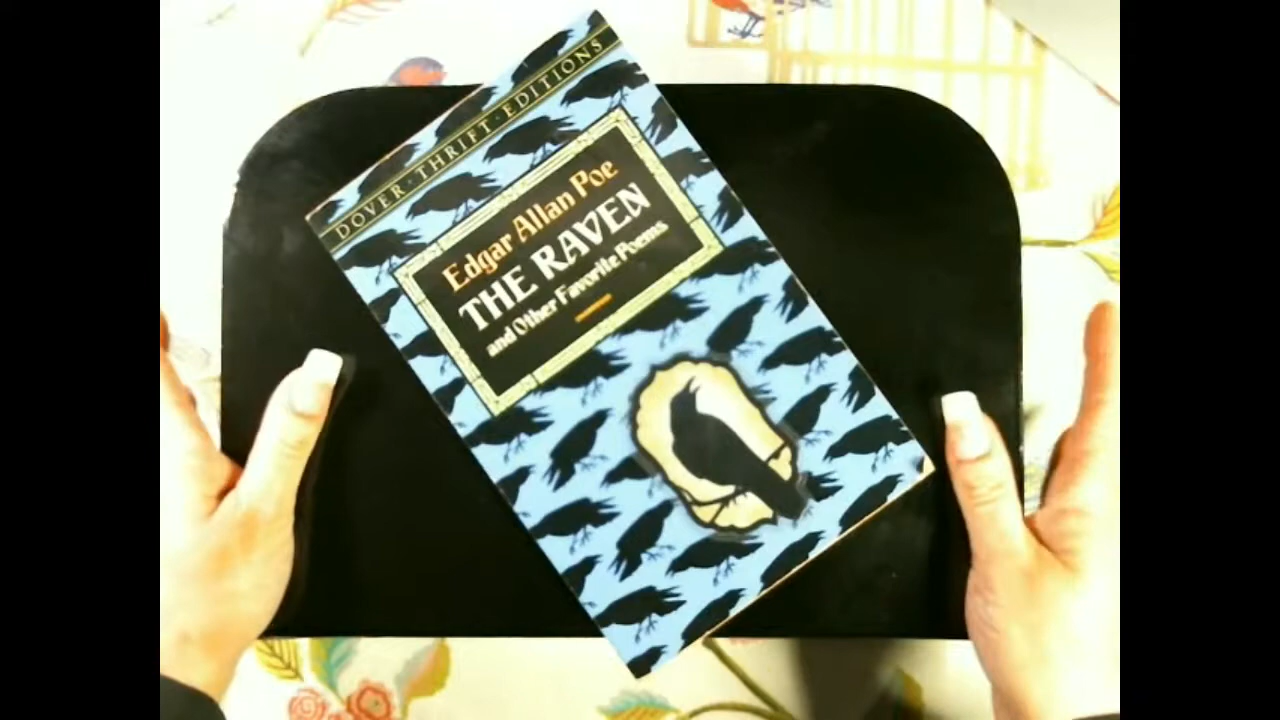 DOVER · THRIFT · EDITIONS
Edgar Allan Poe
THE RAVEN
and Other Favorite Poems